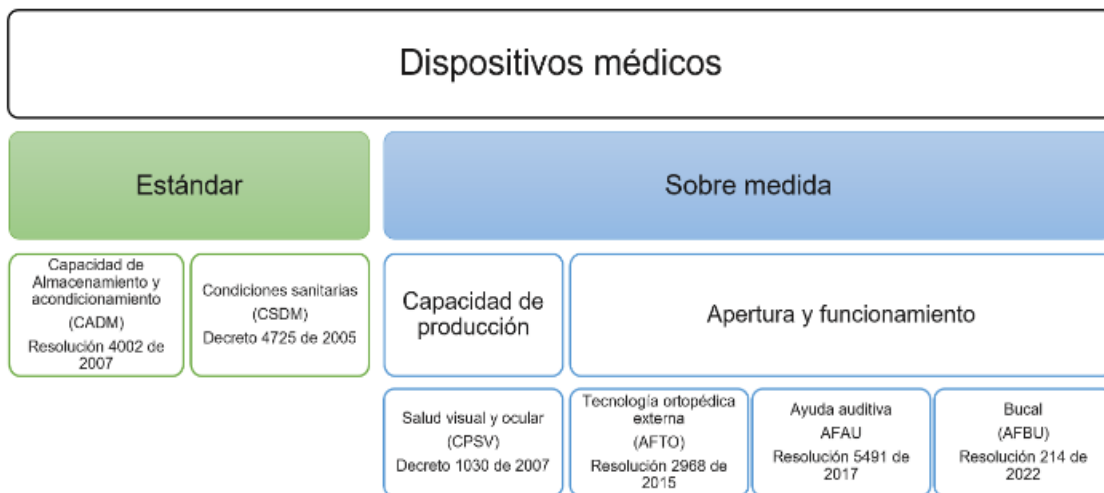 Dispositivos médicos
Estándar
Sobre medida
Capacidad de
Almacenamiento y
acondicionamiento
(CADM)
Resolución 4002 de
2007
Condiciones sanitarias
(CSDM)
Decreto 4725 de 2005
Capacidad de
producción
Apertura y funcionamiento
Salud visual y ocular
(CPSV)
Decreto 1030 de 2007
Tecnología ortopédica
externa
(AFTO)
Resolución 2968 de
2015
Ayuda auditiva
AFAU
Resolución 5491 de
2017
Bucal
(AFBU)
Resolución 214 de
2022